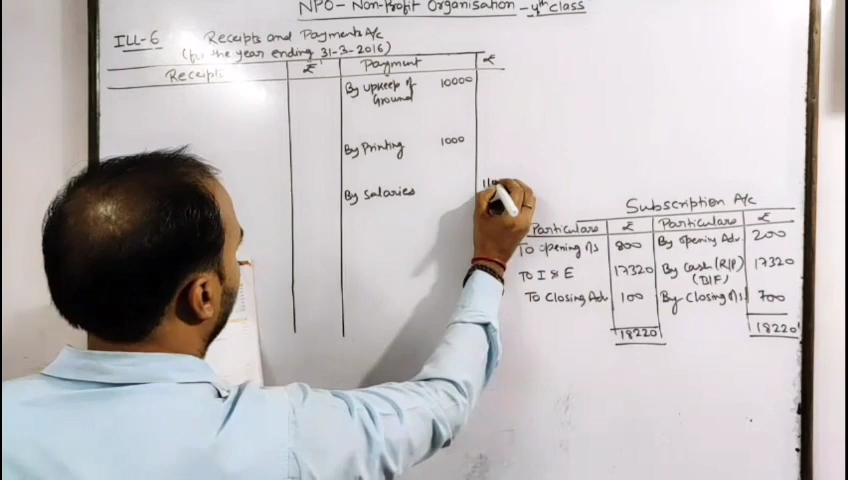 NPO - Non-Profit Organisation - 4th Class
ILL-6 Receipts and Payments A/c
(for the year ending 31-3-2016)
Receipts ₹ Payment ₹
By upkeep of 10000
Ground
By Printing 1000
By Salaries
Subscription A/c
Particulars ₹ Particulars ₹
To opening o/s 800 By opening Adv. 200
To I & E 17320 By Cash (R/P) 17320
(B/F)
To Closing Adv 100 By Closing o/s 700
18220 18220